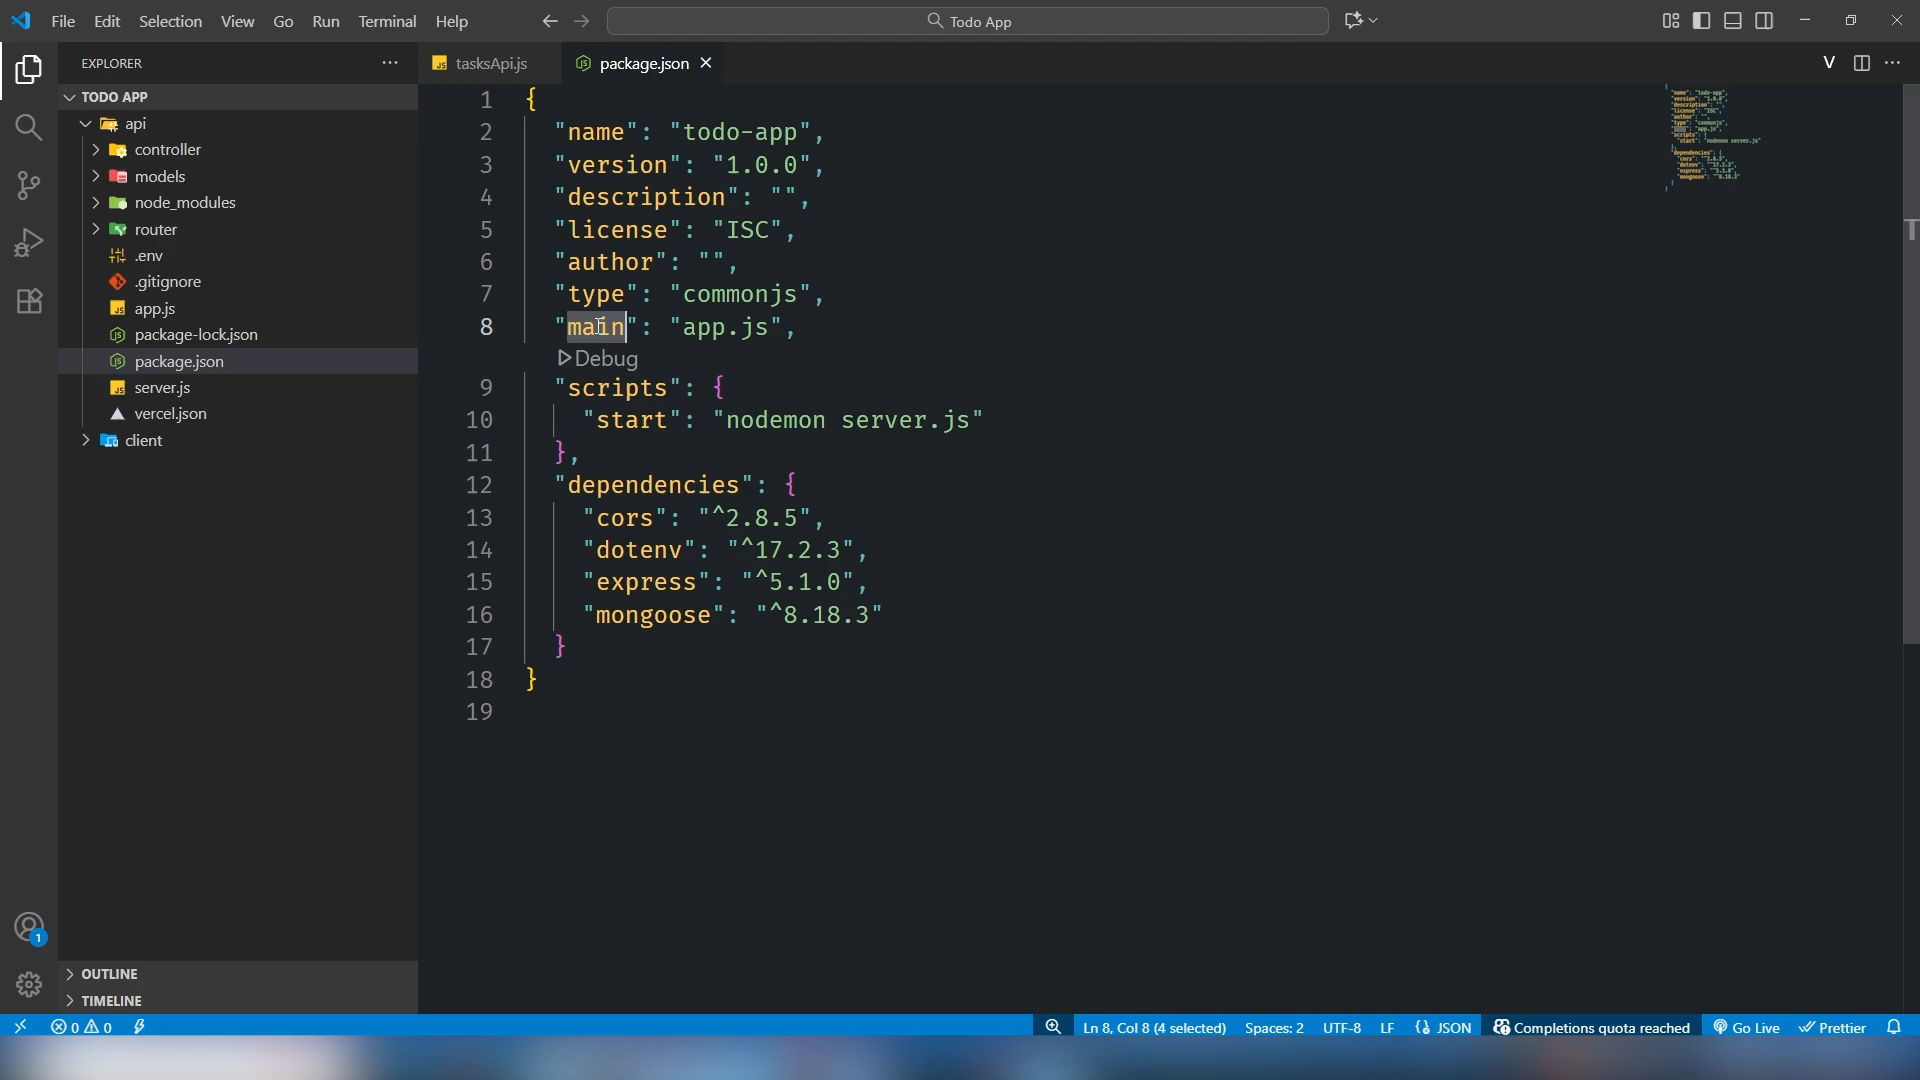 File Edit Selection View Go Run Terminal Help
Todo App
EXPLORER
TODO APP
api
controller
models
node_modules
router
.env
.gitignore
app.js
package-lock.json
package.json
server.js
vercel.json
client
OUTLINE
TIMELINE
1
JS tasksApi.js
package.json
V
1 {
2 "name": "todo-app",
3 "version": "1.0.0",
4 "description": "",
5 "license": "ISC",
6 "author": "",
7 "type": "commonjs",
8 "main": "app.js",
Debug
9 "scripts": {
10 "start": "nodemon server.js"
11 },
12 "dependencies": {
13 "cors": "^2.8.5",
14 "dotenv": "^17.2.3",
15 "express": "^5.1.0",
16 "mongoose": "^8.18.3"
17 }
18 }
19
0 0 Ln 8, Col 8 (4 selected) Spaces: 2 UTF-8 LF {} JSON Completions quota reached Go Live Prettier